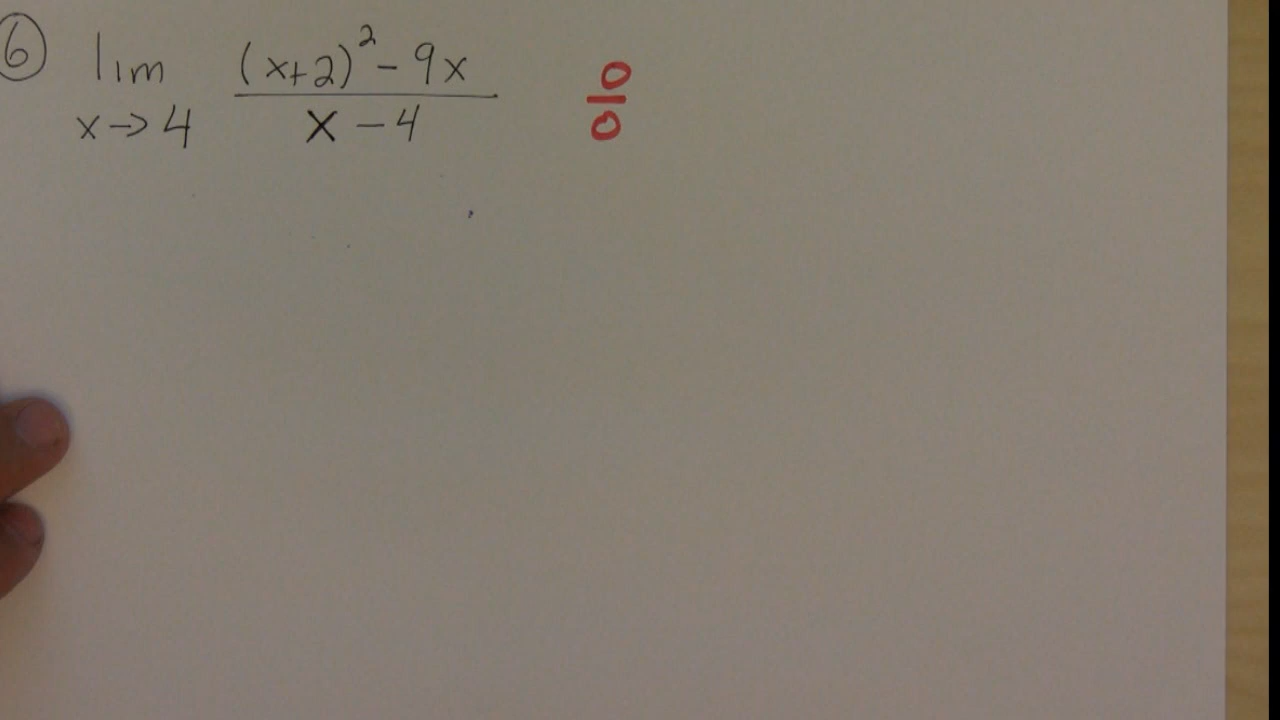 6 lim x→4 ((x+2)² - 9x)/(x - 4) 0/0